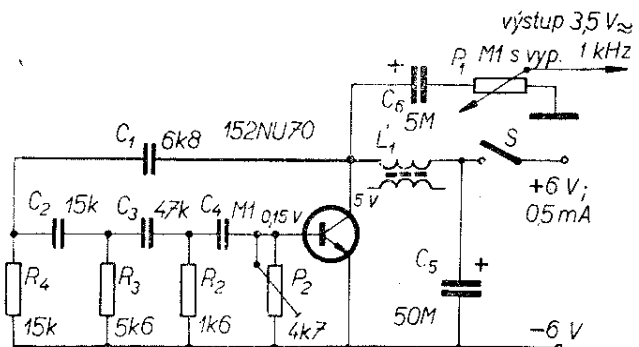 výstup 3,5 V≈
1 kHz
P₁ M1 s vyp.
+
C₆
5M
C₁ 6k8 152NU70
L₁
S
+6 V;
0,5 mA
C₂ 15k C₃ 47k C₄ M1 0,15 V
5 V
R₄ R₃ R₂ P₂
15k 5k6 1k6 4k7
C₅ +
50M
-6 V